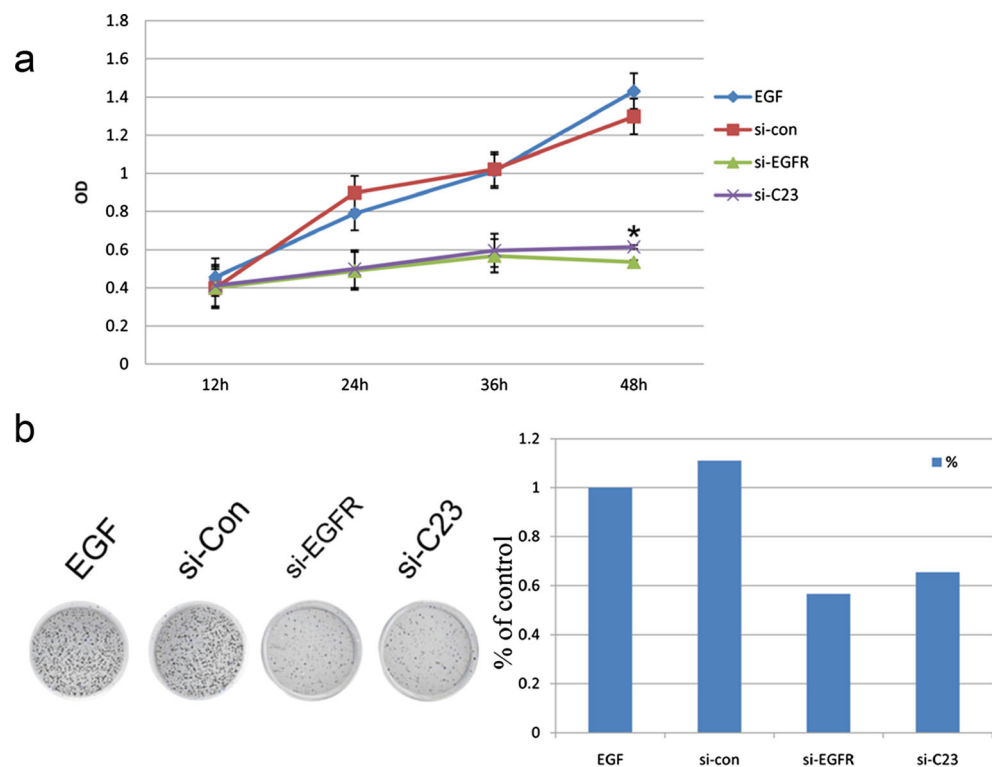 a
1.8
1.6
1.4
1.2
1
0.8
0.6
0.4
0.2
0
OD
*
12h 24h 36h 48h
EGF
si-con
si-EGFR
si-C23
b
EGF si-Con si-EGFR si-C23
1.2
1
0.8
0.6
0.4
0.2
0
% of control
%
EGF si-con si-EGFR si-C23